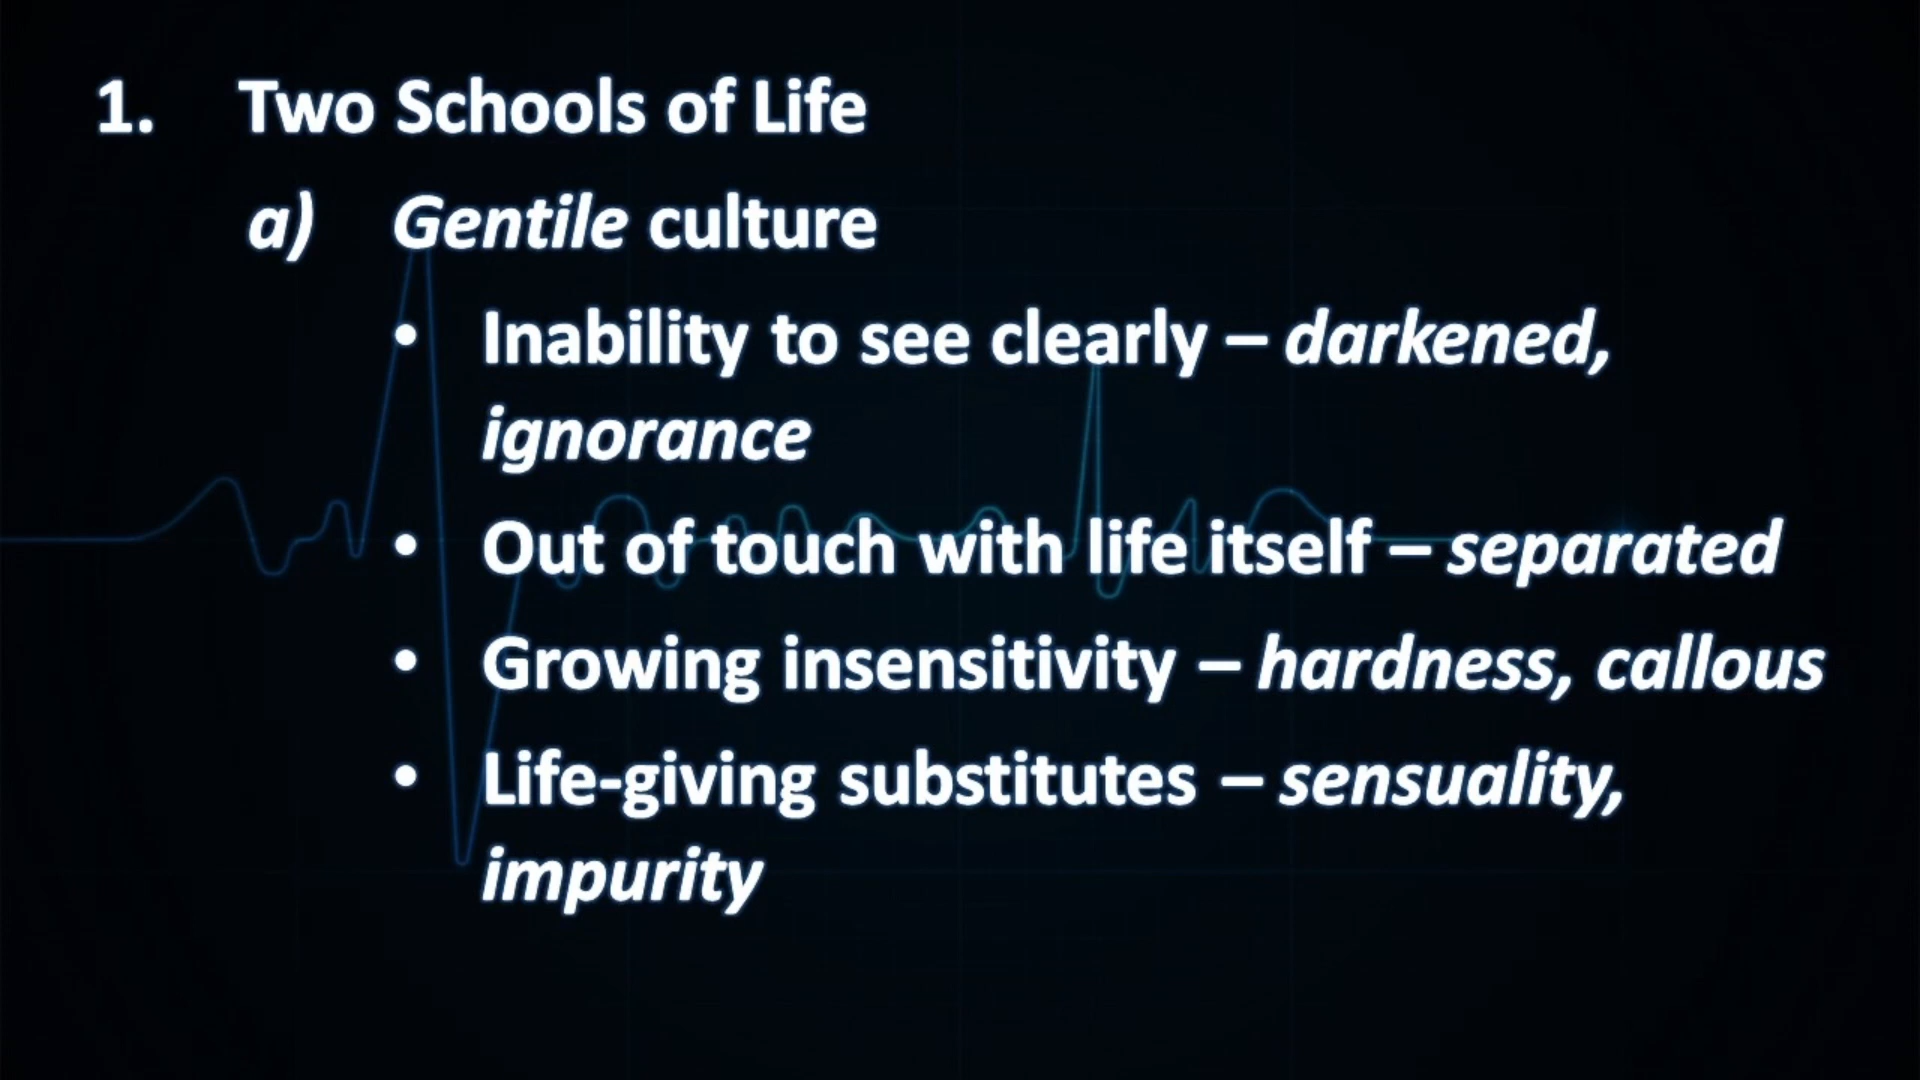 1. Two Schools of Life
a) Gentile culture
• Inability to see clearly – darkened,
ignorance
• Out of touch with life itself – separated
• Growing insensitivity – hardness, callous
• Life-giving substitutes – sensuality,
impurity